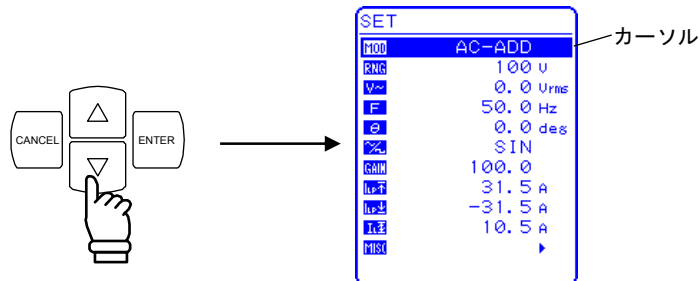 CANCEL
ENTER
SET
MOD AC-ADD
RNG 100 V
V~ 0.0 Vrms
F 50.0 Hz
θ 0.0 deg
SIN
GAIN 100.0
31.5 A
-31.5 A
10.5 A
MISC
カーソル